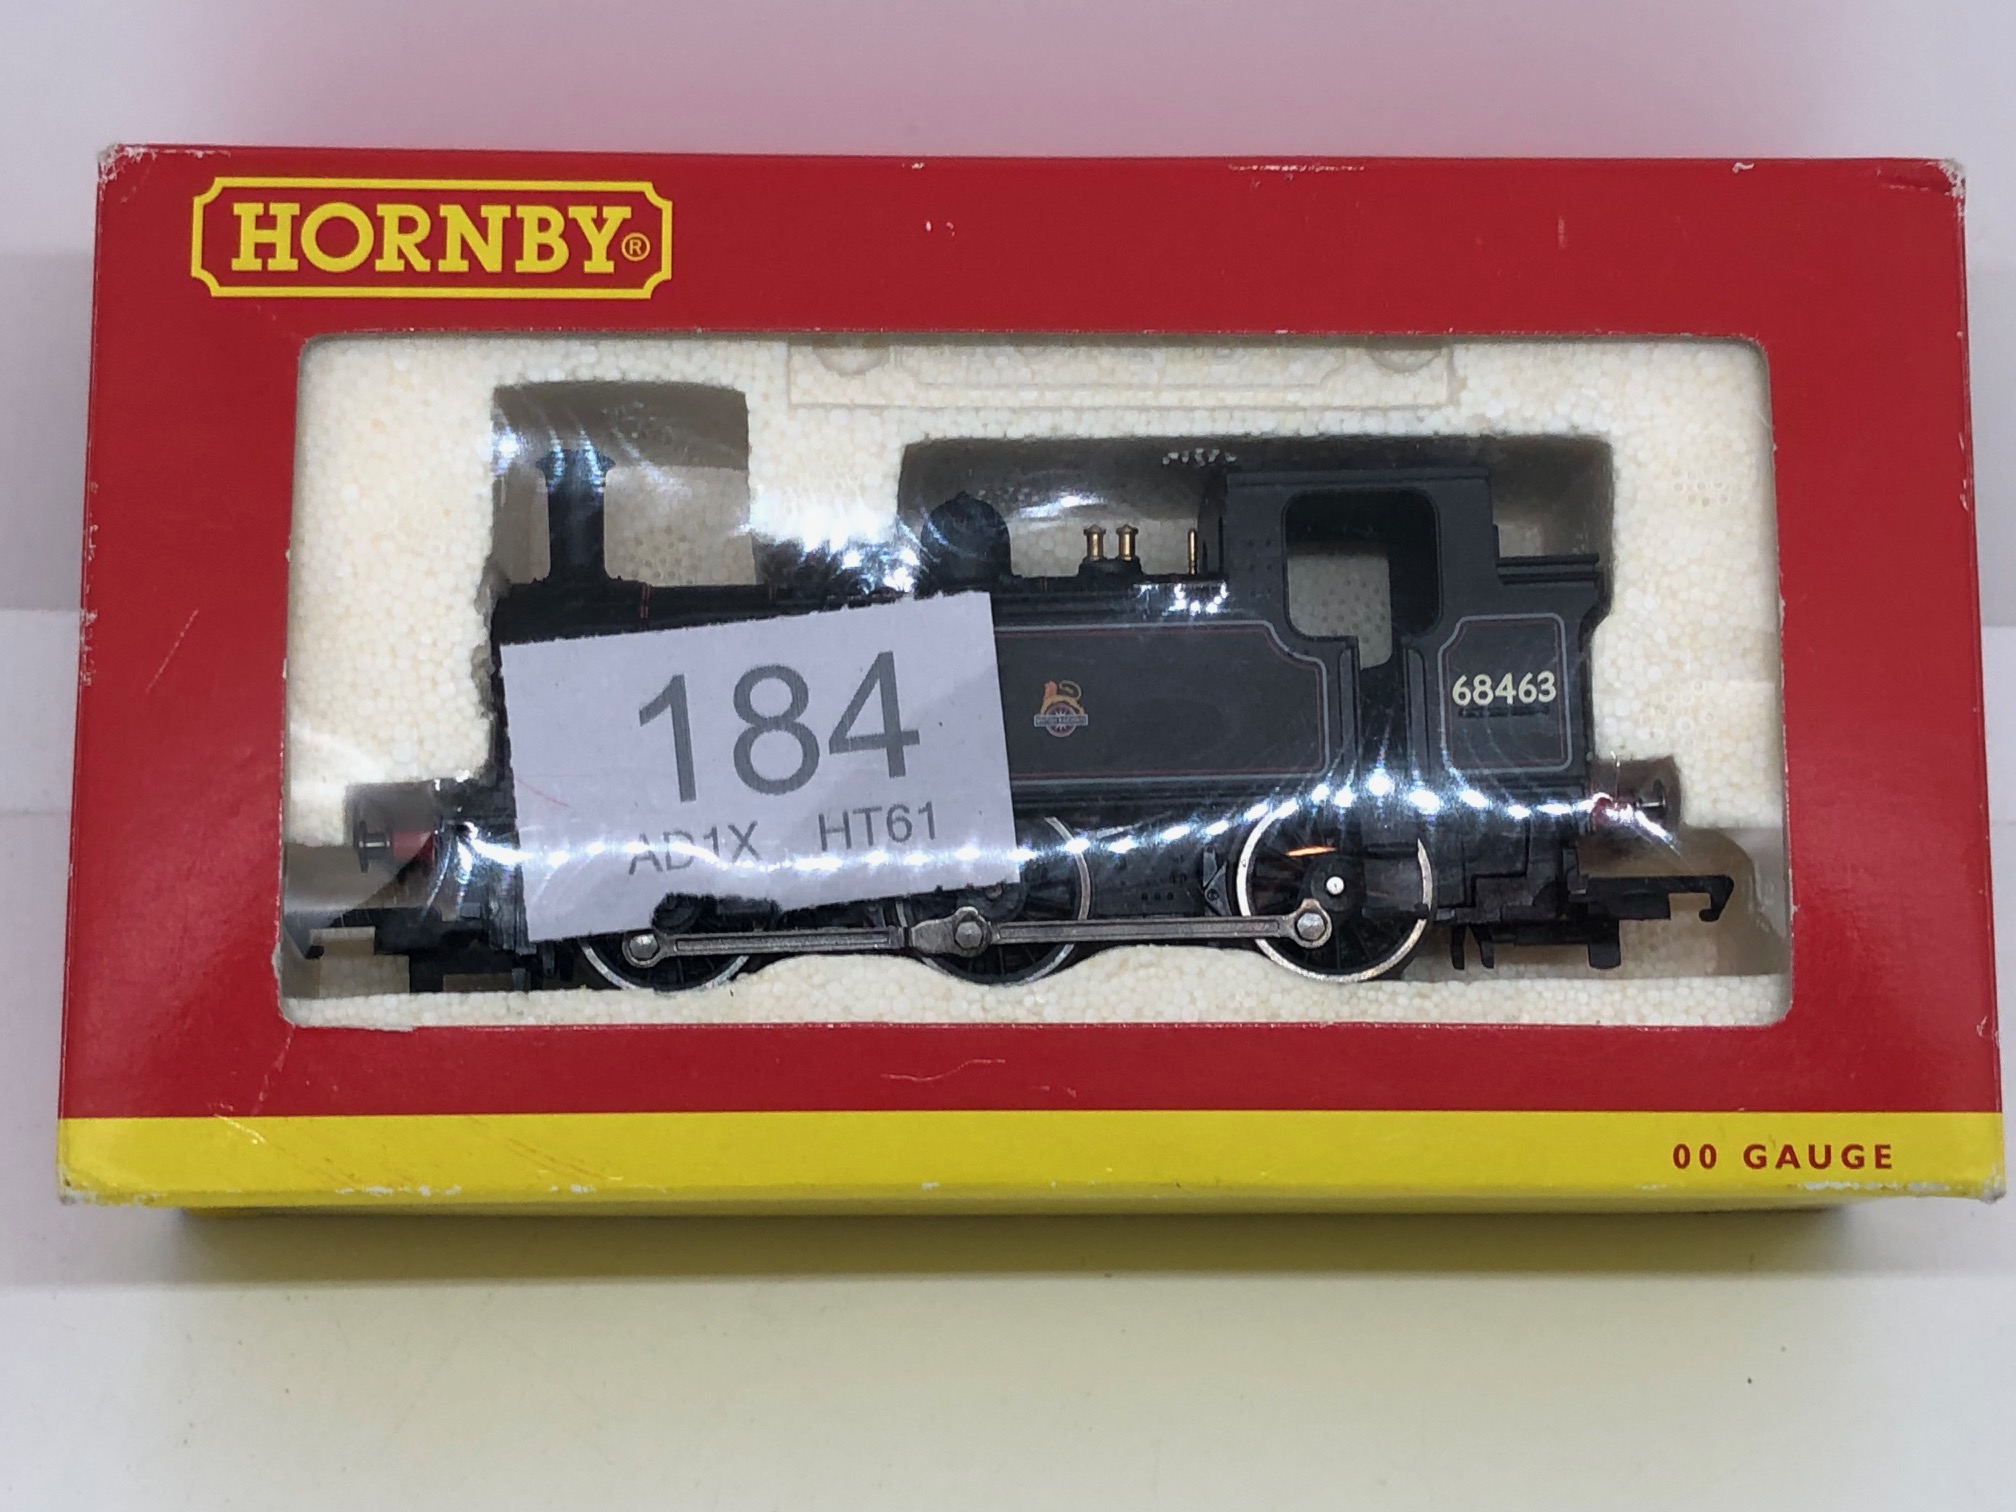 HORNBY®
184
AD1X HT61
68463
00 GAUGE